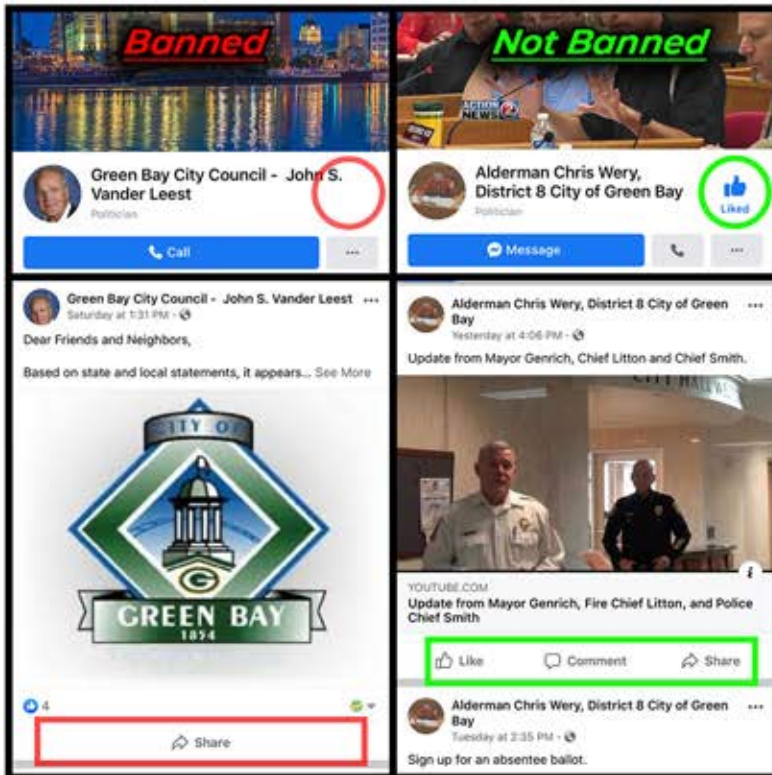 Banned
Green Bay City Council - John S.
Vander Leest
Politician
Call
Green Bay City Council - John S. Vander Leest
Saturday at 1:31 PM
Dear Friends and Neighbors,
Based on state and local statements, it appears... See More
CITY OF
G
GREEN BAY
1854
4
Share
Not Banned
ACTION
NEWS 2
Alderman Chris Wery,
District 8 City of Green Bay
Politician
Liked
Message
Alderman Chris Wery, District 8 City of Green
Bay
Yesterday at 4:06 PM
Update from Mayor Genrich, Chief Litton and Chief Smith.
CITY HALL
YOUTUBE.COM
Update from Mayor Genrich, Fire Chief Litton, and Police
Chief Smith
Like Comment Share
Alderman Chris Wery, District 8 City of Green
Bay
Tuesday at 2:35 PM
Sign up for an absentee ballot.